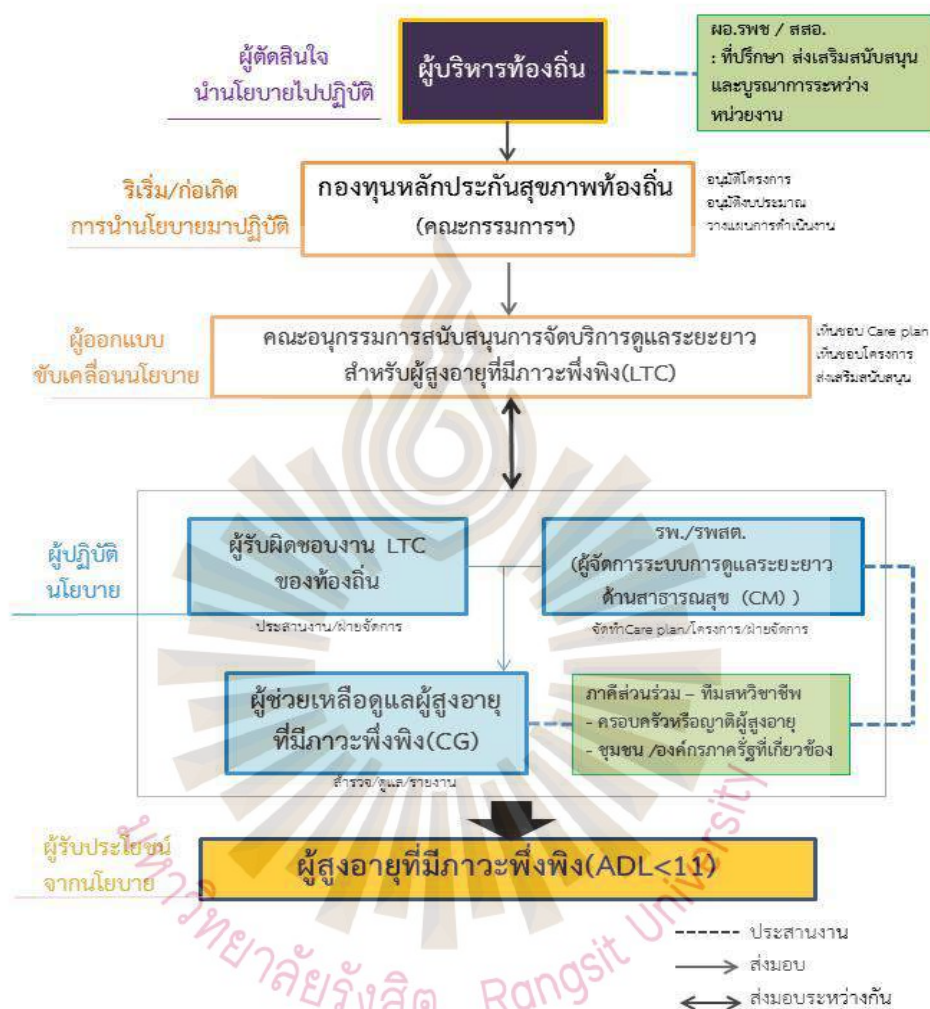 ผู้ตัดสินใจ
นำนโยบายไปปฏิบัติ
ผู้บริหารท้องถิ่น
ผอ.รพช / สสอ.
: ที่ปรึกษา ส่งเสริมสนับสนุน
และบูรณาการระหว่าง
หน่วยงาน
ริเริ่ม/ก่อเกิด
การนำนโยบายมาปฏิบัติ
กองทุนหลักประกันสุขภาพท้องถิ่น
(คณะกรรมการฯ)
อนุมัติโครงการ
อนุมัติงบประมาณ
วางแผนการดำเนินงาน
ผู้ออกแบบ
ขับเคลื่อนนโยบาย
คณะอนุกรรมการสนับสนุนการจัดบริการดูแลระยะยาว
สำหรับผู้สูงอายุที่มีภาวะพึ่งพิง(LTC)
เห็นชอบ Care plan
เห็นชอบโครงการ
ส่งเสริมสนับสนุน
ผู้ปฏิบัติ
นโยบาย
ผู้รับผิดชอบงาน LTC
ของท้องถิ่น
ประสานงาน/ฝ่ายจัดการ
รพ./รพสต.
(ผู้จัดการระบบการดูแลระยะยาว
ด้านสาธารณสุข (CM) )
จัดทำCare plan/โครงการ/ฝ่ายจัดการ
ผู้ช่วยเหลือดูแลผู้สูงอายุ
ที่มีภาวะพึ่งพิง(CG)
สำรวจ/ดูแล/รายงาน
ภาคีส่วนร่วม – ทีมสหวิชาชีพ
- ครอบครัวหรือญาติผู้สูงอายุ
- ชุมชน /องค์กรภาครัฐที่เกี่ยวข้อง
ผู้รับประโยชน์
จากนโยบาย
ผู้สูงอายุที่มีภาวะพึ่งพิง(ADL<11)
ประสานงาน
ส่งมอบ
ส่งมอบระหว่างกัน
มหาวิทยาลัยรังสิต Rangsit University